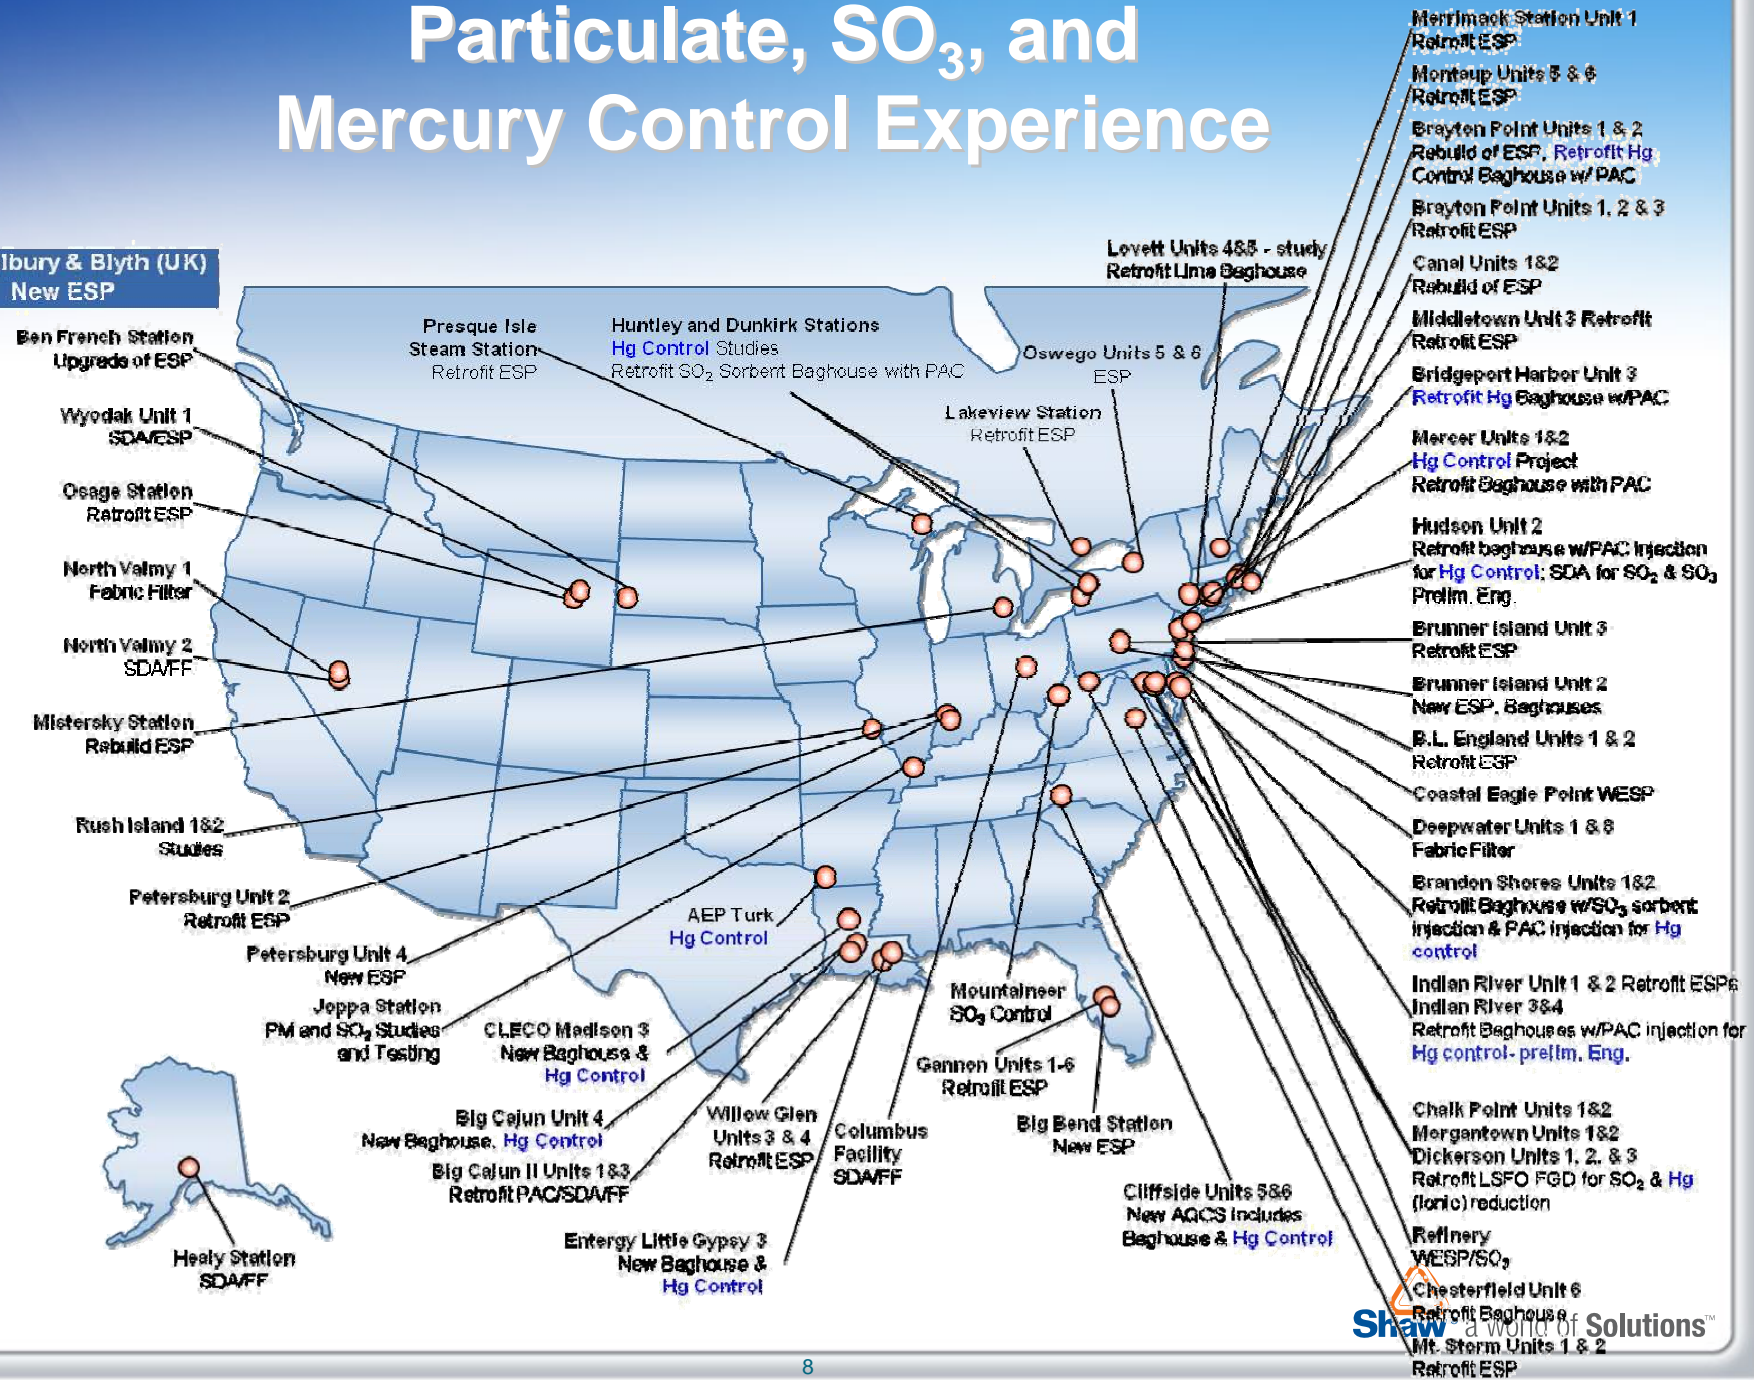 Particulate, SO3, and
Mercury Control Experience
lbury & Blyth (UK)
New ESP
Ben French Station
Upgrade of ESP
Wyodak Unit 1
SDA/ESP
Osage Station
Retrofit ESP
North Valmy 1
Fabric Filter
North Valmy 2
SDA/FF
Mistersky Station
Rebuild ESP
Rush Island 1&2
Studies
Petersburg Unit 2
Retrofit ESP
Petersburg Unit 4
New ESP
Joppa Station
PM and SO3 Studies
and Testing
Presque Isle
Steam Station
Retrofit ESP
Huntley and Dunkirk Stations
Hg Control Studies
Retrofit SO2 Sorbent Baghouse with PAC
Lovett Units 4&5 - study
Retrofit Lime Baghouse
Oswego Units 5 & 6
ESP
Lakeview Station
Retrofit ESP
AEP Turk
Hg Control
CLECO Madison 3
New Baghouse &
Hg Control
Big Cajun Unit 4
New Baghouse, Hg Control
Big Cajun II Units 1&3
Retrofit PAC/SDA/FF
Willow Glen
Units 3 & 4
Retrofit ESP
Columbus
Facility
SDA/FF
Entergy Little Gypsy 3
New Baghouse &
Hg Control
Mountaineer
SO3 Control
Gannon Units 1-6
Retrofit ESP
Big Bend Station
New ESP
Cliffside Units 5&6
New AQCS includes
Baghouse & Hg Control
Healy Station
SDA/FF
Merrimack Station Unit 1
Retrofit ESP
Montaup Units 5 & 6
Retrofit ESP
Brayton Point Units 1 & 2
Rebuild of ESP, Retrofit Hg
Control Baghouse w/ PAC
Brayton Point Units 1, 2 & 3
Retrofit ESP
Canal Units 1&2
Rebuild of ESP
Middletown Unit 3 Retrofit
Retrofit ESP
Bridgeport Harbor Unit 3
Retrofit Hg Baghouse w/PAC
Mercer Units 1&2
Hg Control Project
Retrofit Baghouse with PAC
Hudson Unit 2
Retrofit baghouse w/PAC Injection
for Hg Control; SDA for SO2 & SO3
Prelim. Eng.
Brunner Island Unit 3
Retrofit ESP
Brunner Island Unit 2
New ESP, Baghouses
B.L. England Units 1 & 2
Retrofit ESP
Coastal Eagle Point WESP
Deepwater Units 1 & 8
Fabric Filter
Brandon Shores Units 1&2
Retrofit Baghouse w/SO3 sorbent
injection & PAC injection for Hg
control
Indian River Unit 1 & 2 Retrofit ESPs
Indian River 3&4
Retrofit Baghouses w/PAC injection for
Hg control- prelim. Eng.
Chalk Point Units 1&2
Morgantown Units 1&2
Dickerson Units 1, 2, & 3
Retrofit LSFO FGD for SO2 & Hg
(Ionic) reduction
Refinery
WESP/SO3
Chesterfield Unit 6
Retrofit Baghouse
Mt. Storm Units 1 & 2
Retrofit ESP
Shaw a world of Solutions™
8